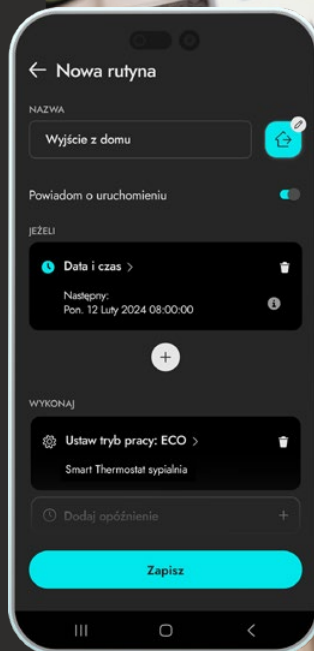 Nowa rutyna
NAZWA
Wyjście z domu
Powiadom o uruchomieniu
JEŻELI
Data i czas >
Następny:
Pon. 12 Luty 2024 08:00:00
WYKONAJ
Ustaw tryb pracy: ECO >
Smart Thermostat sypialnia
Dodaj opóźnienie
Zapisz